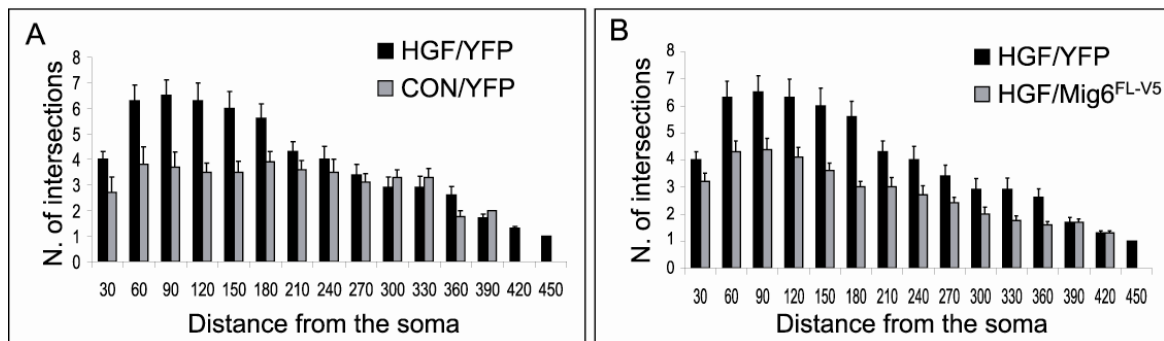 A
HGF/YFP
CON/YFP
N. of intersections
8
7
6
5
4
3
2
1
0
30 60 90 120 150 180 210 240 270 300 330 360 390 420 450
Distance from the soma
B
HGF/YFP
HGF/Mig6FL-V5
N. of intersections
8
7
6
5
4
3
2
1
0
30 60 90 120 150 180 210 240 270 300 330 360 390 420 450
Distance from the soma